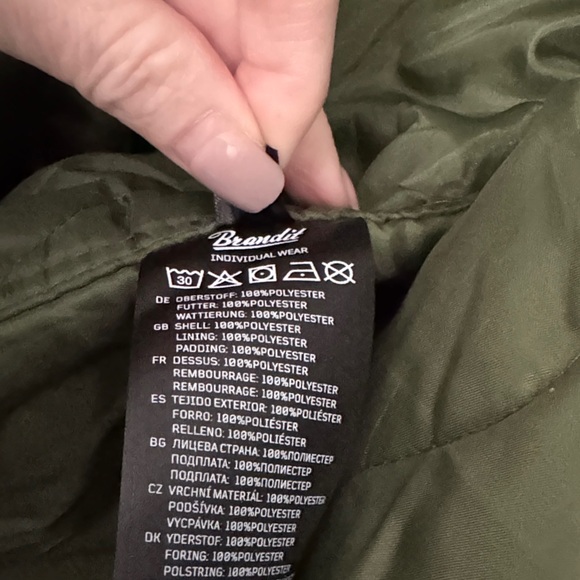 Brandit
INDIVIDUAL WEAR
30
DE OBERSTOFF: 100%POLYESTER
FUTTER: 100%POLYESTER
WATTIERUNG: 100%POLYESTER
GB SHELL: 100%POLYESTER
LINING: 100%POLYESTER
PADDING: 100%POLYESTER
FR DESSUS: 100%POLYESTER
REMBOURRAGE: 100%POLYESTER
REMBOURRAGE: 100%POLYESTER
ES TEJIDO EXTERIOR: 100%POLIÉSTER
FORRO: 100%POLIÉSTER
RELLENO: 100%POLIÉSTER
BG ЛИЦЕВА СТРАНА: 100%ПОЛИЕСТЕР
ПОДПЛАТА: 100%ПОЛИЕСТЕР
ПОДПЛАТА: 100%ПОЛИЕСТЕР
CZ VRCHNÍ MATERIÁL: 100%POLYESTER
PODŠÍVKA: 100%POLYESTER
VYCPÁVKA: 100%POLYESTER
DK YDERSTOF: 100%POLYESTER
FORING: 100%POLYESTER
POLSTRING: 100%POLYESTER